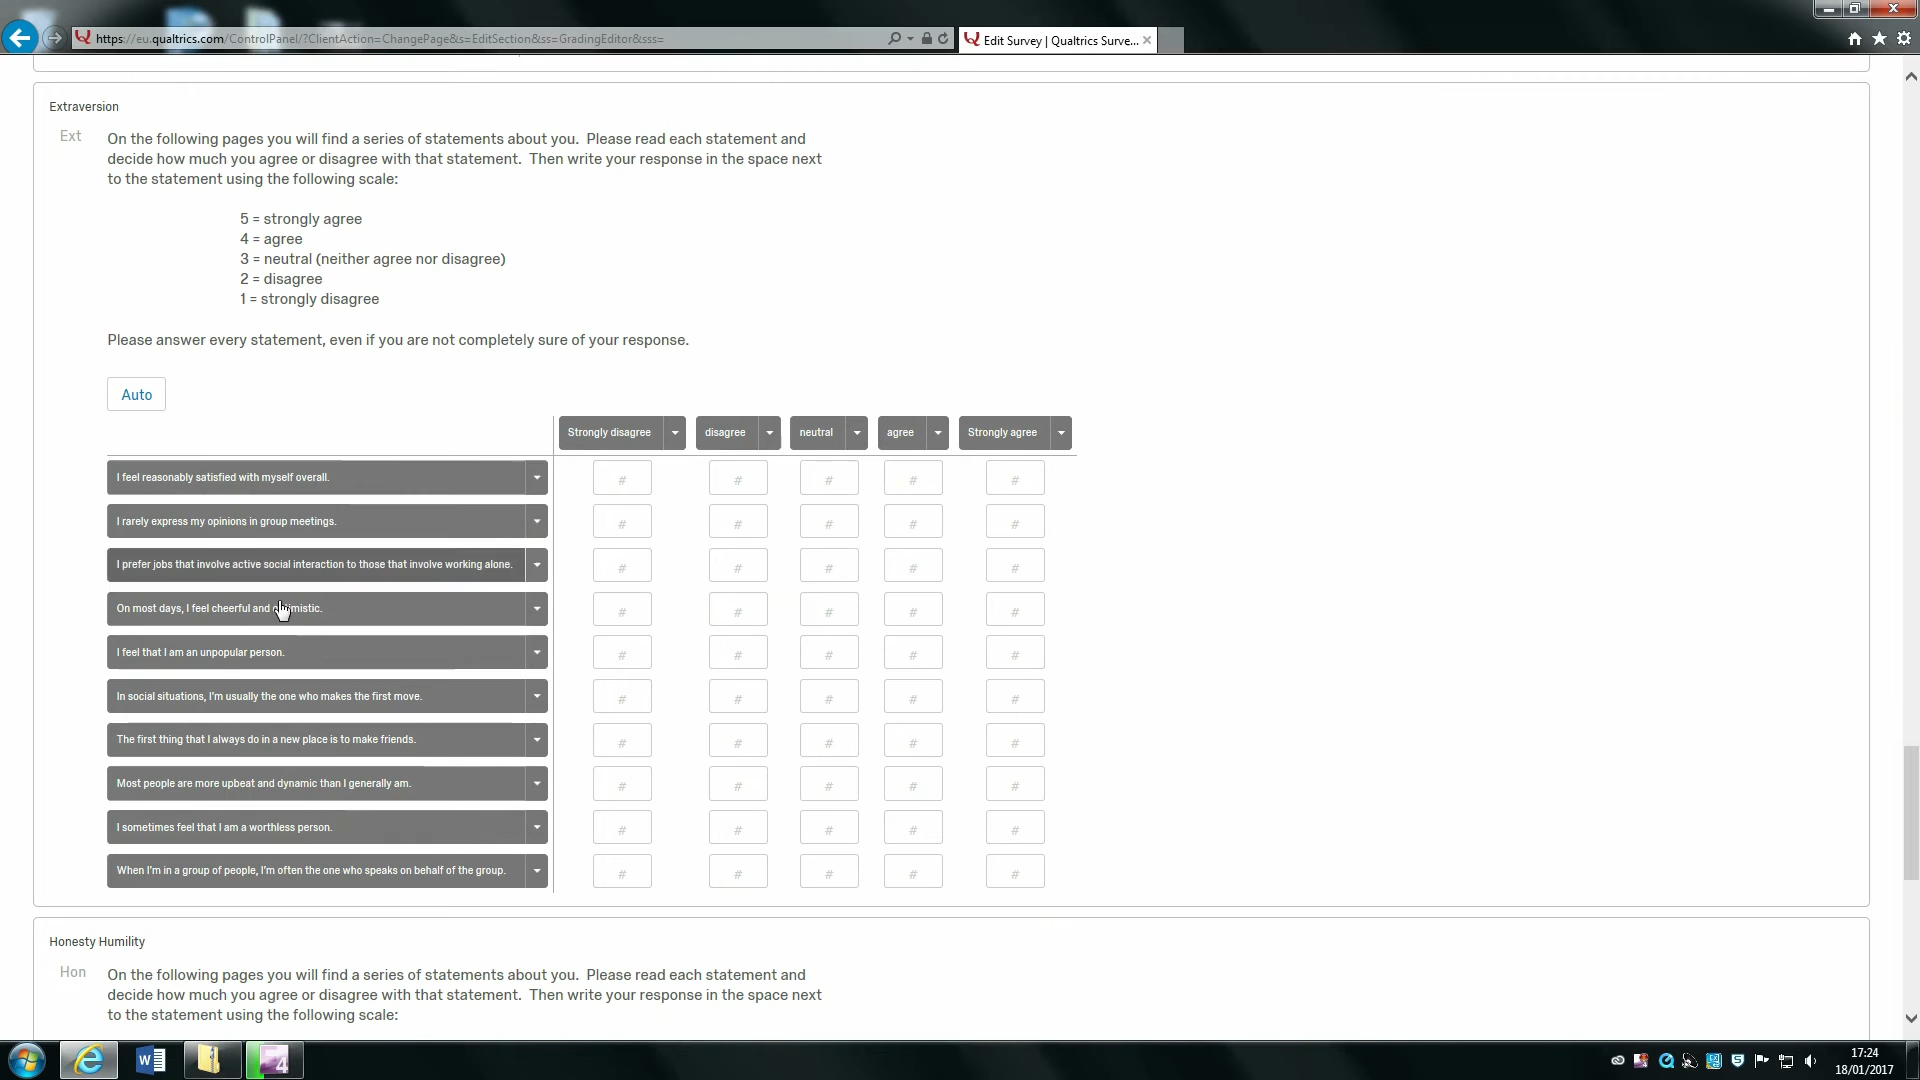 https://eu.qualtrics.com/ControlPanel/?ClientAction=ChangePage&s=EditSection&ss=GradingEditor&sss=
Edit Survey | Qualtrics Surve...
Extraversion
Ext
On the following pages you will find a series of statements about you. Please read each statement and
decide how much you agree or disagree with that statement. Then write your response in the space next
to the statement using the following scale:
5 = strongly agree
4 = agree
3 = neutral (neither agree nor disagree)
2 = disagree
1 = strongly disagree
Please answer every statement, even if you are not completely sure of your response.
Auto
Strongly disagree disagree neutral agree Strongly agree
I feel reasonably satisfied with myself overall. # # # # #
I rarely express my opinions in group meetings. # # # # #
I prefer jobs that involve active social interaction to those that involve working alone. # # # # #
On most days, I feel cheerful and optimistic. # # # # #
I feel that I am an unpopular person. # # # # #
In social situations, I'm usually the one who makes the first move. # # # # #
The first thing that I always do in a new place is to make friends. # # # # #
Most people are more upbeat and dynamic than I generally am. # # # # #
I sometimes feel that I am a worthless person. # # # # #
When I'm in a group of people, I'm often the one who speaks on behalf of the group. # # # # #
Honesty Humility
Hon
On the following pages you will find a series of statements about you. Please read each statement and
decide how much you agree or disagree with that statement. Then write your response in the space next
to the statement using the following scale:
4
17:24
18/01/2017